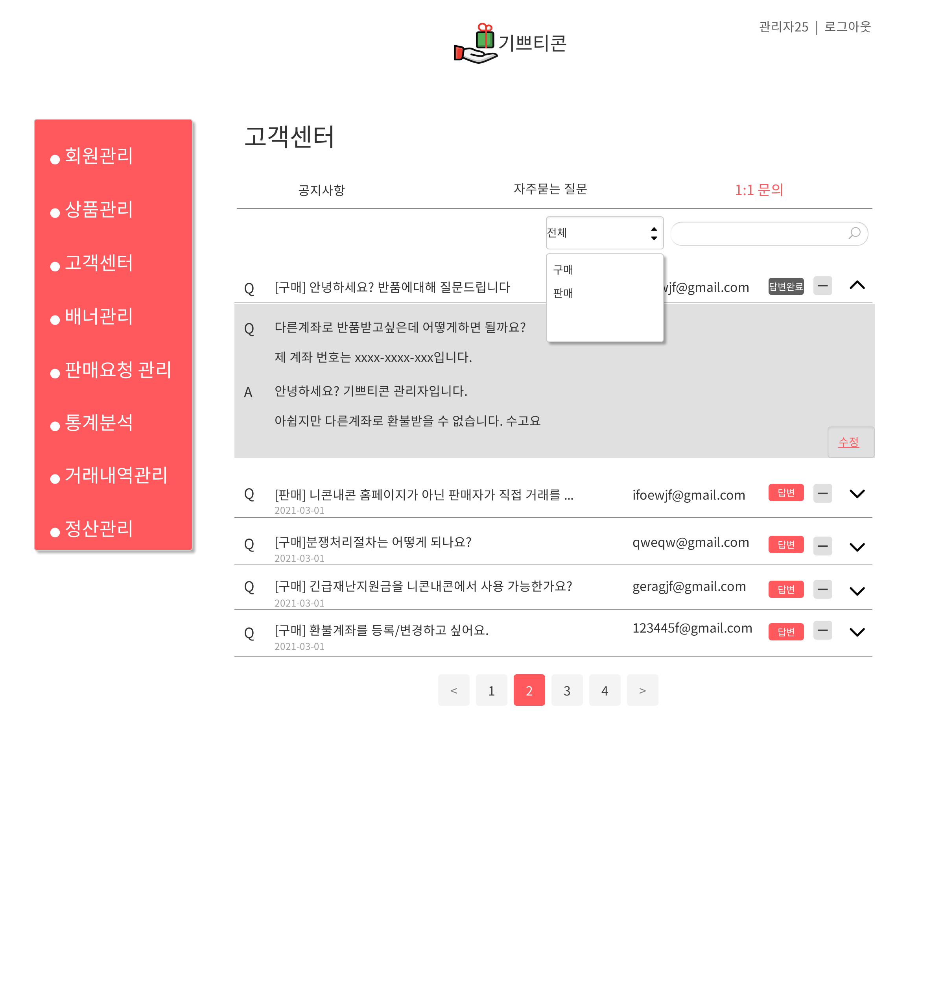 관리자25 | 로그아웃
기쁘티콘
회원관리
상품관리
고객센터
배너관리
판매요청 관리
통계분석
거래내역관리
정산관리
고객센터
공지사항
자주묻는 질문
1:1 문의
전체
구매
판매
Q [구매] 안녕하세요? 반품에대해 질문드립니다 jf@gmail.com 답변완료
Q 다른계좌로 반품받고싶은데 어떻게하면 될까요?
제 계좌 번호는 xxxx-xxxx-xxx입니다.
A 안녕하세요? 기쁘티콘 관리자입니다.
아쉽지만 다른계좌로 환불받을 수 없습니다. 수고요
수정
Q [판매] 니콘내콘 홈페이지가 아닌 판매자가 직접 거래를 ... ifoewjf@gmail.com 답변
2021-03-01
Q [구매]분쟁처리절차는 어떻게 되나요? qweqw@gmail.com 답변
2021-03-01
Q [구매] 긴급재난지원금을 니콘내콘에서 사용 가능한가요? geragjf@gmail.com 답변
2021-03-01
Q [구매] 환불계좌를 등록/변경하고 싶어요. 123445f@gmail.com 답변
2021-03-01
< 1 2 3 4 >